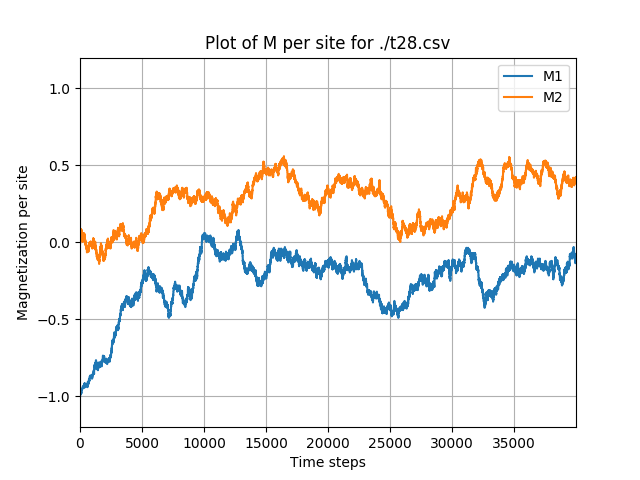 Plot of M per site for ./t28.csv
M1
M2
Magnetization per site
1.0
0.5
0.0
−0.5
−1.0
0 5000 10000 15000 20000 25000 30000 35000
Time steps